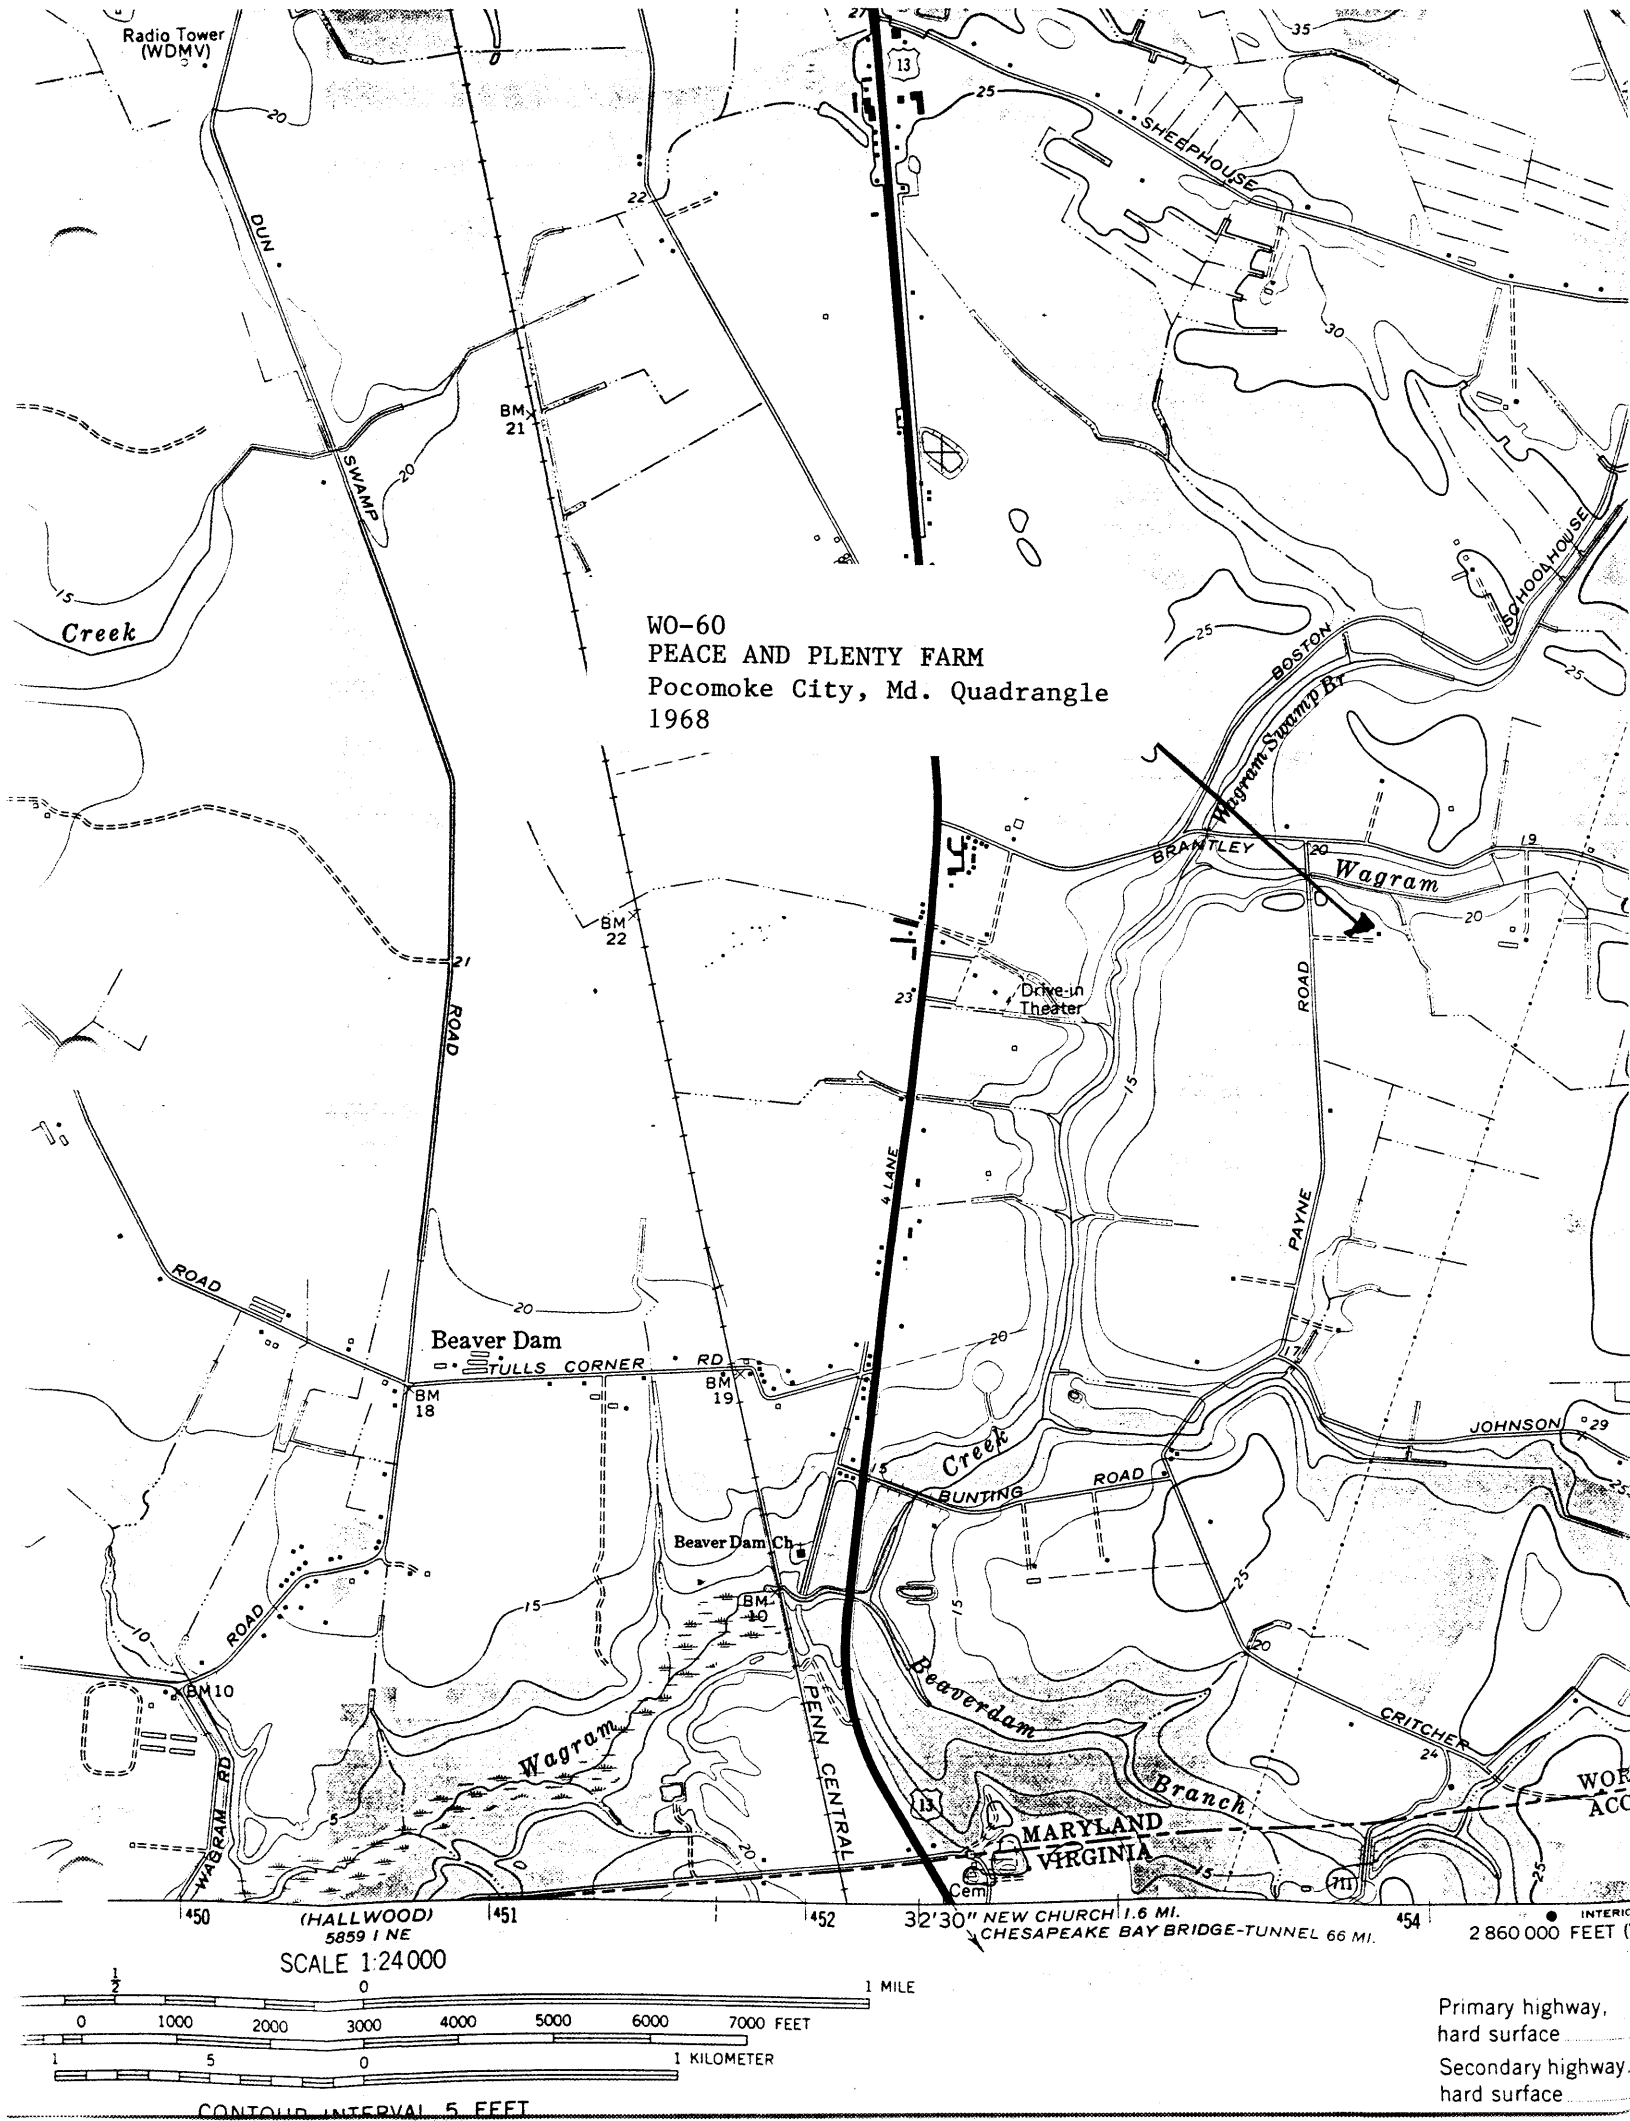 Radio Tower
(WDMV)
27
13
35
25
20
SHEEPHOUSE
22
DUN
30
BM
21
20
SWAMP
SCHOOLHOUSE
15
Creek
WO-60
PEACE AND PLENTY FARM
Pocomoke City, Md. Quadrangle
1968
25
BOSTON
25
Wagram Swamp Br
BRANTLEY
20
19
Wagram
20
BM
22
21
23
Drive-in
Theater
ROAD
ROAD
15
4 LANE
PAYNE
ROAD
20
20
Beaver Dam
TULLS CORNER RD
BM
19
17
BM
18
JOHNSON
29
Creek
15
ROAD
BUNTING
25
Beaver Dam Ch
25
BM
10
15
15
10
ROAD
20
BM10
Beaverdam
PENN CENTRAL
CRITCHER
24
Wagram
WAGRAM RD
Branch
13
WOR
ACC
5
MARYLAND
VIRGINIA
20
15
25
711
Cem
450
(HALLWOOD)
5859 I NE
451
452
32'30"
NEW CHURCH 1.6 MI.
CHESAPEAKE BAY BRIDGE-TUNNEL 66 MI.
454
INTERIO
2 860 000 FEET (
SCALE 1:24 000
1/2 0 1 MILE
0 1000 2000 3000 4000 5000 6000 7000 FEET
1 5 0 1 KILOMETER
CONTOUR INTERVAL 5 FEET
Primary highway,
hard surface
Secondary highway,
hard surface